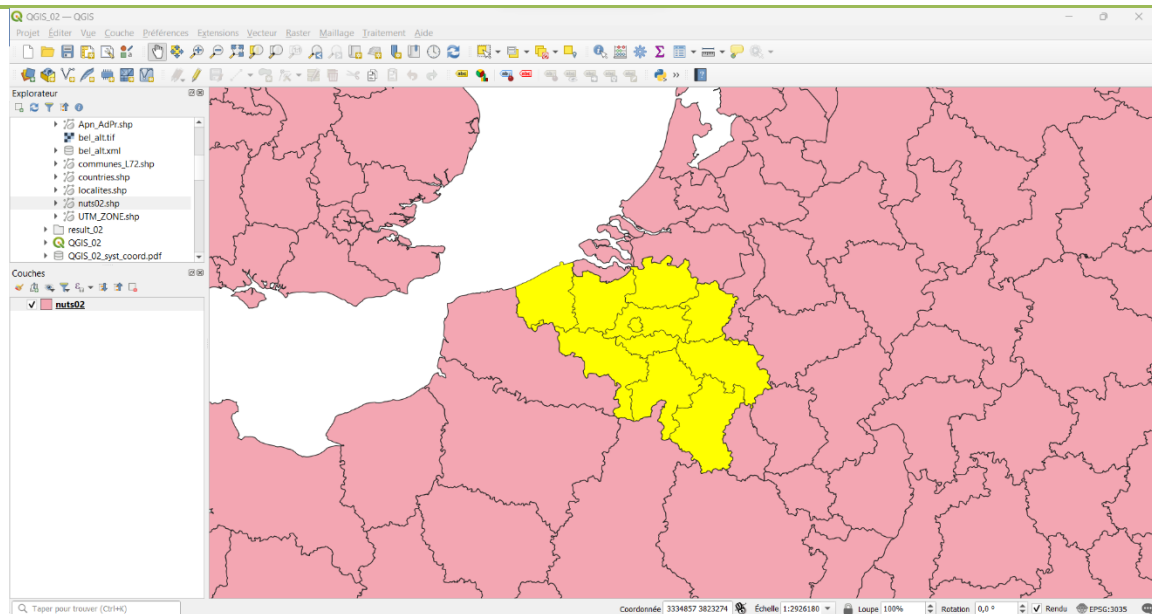 QGIS_02 — QGIS
Projet Éditer Vue Couche Préférences Extensions Vecteur Raster Maillage Traitement Aide
Explorateur
Apn_AdPr.shp
bel_alt.tif
bel_alt.xml
communes_L72.shp
countries.shp
localites.shp
nuts02.shp
UTM_ZONE.shp
result_02
QGIS_02
QGIS_02_syst_coord.pdf
Couches
nuts02
Taper pour trouver (Ctrl+K)
Coordonnée 3334857 3823274 Échelle 1:2926180 Loupe 100% Rotation 0,0 ° Rendu EPSG:3035